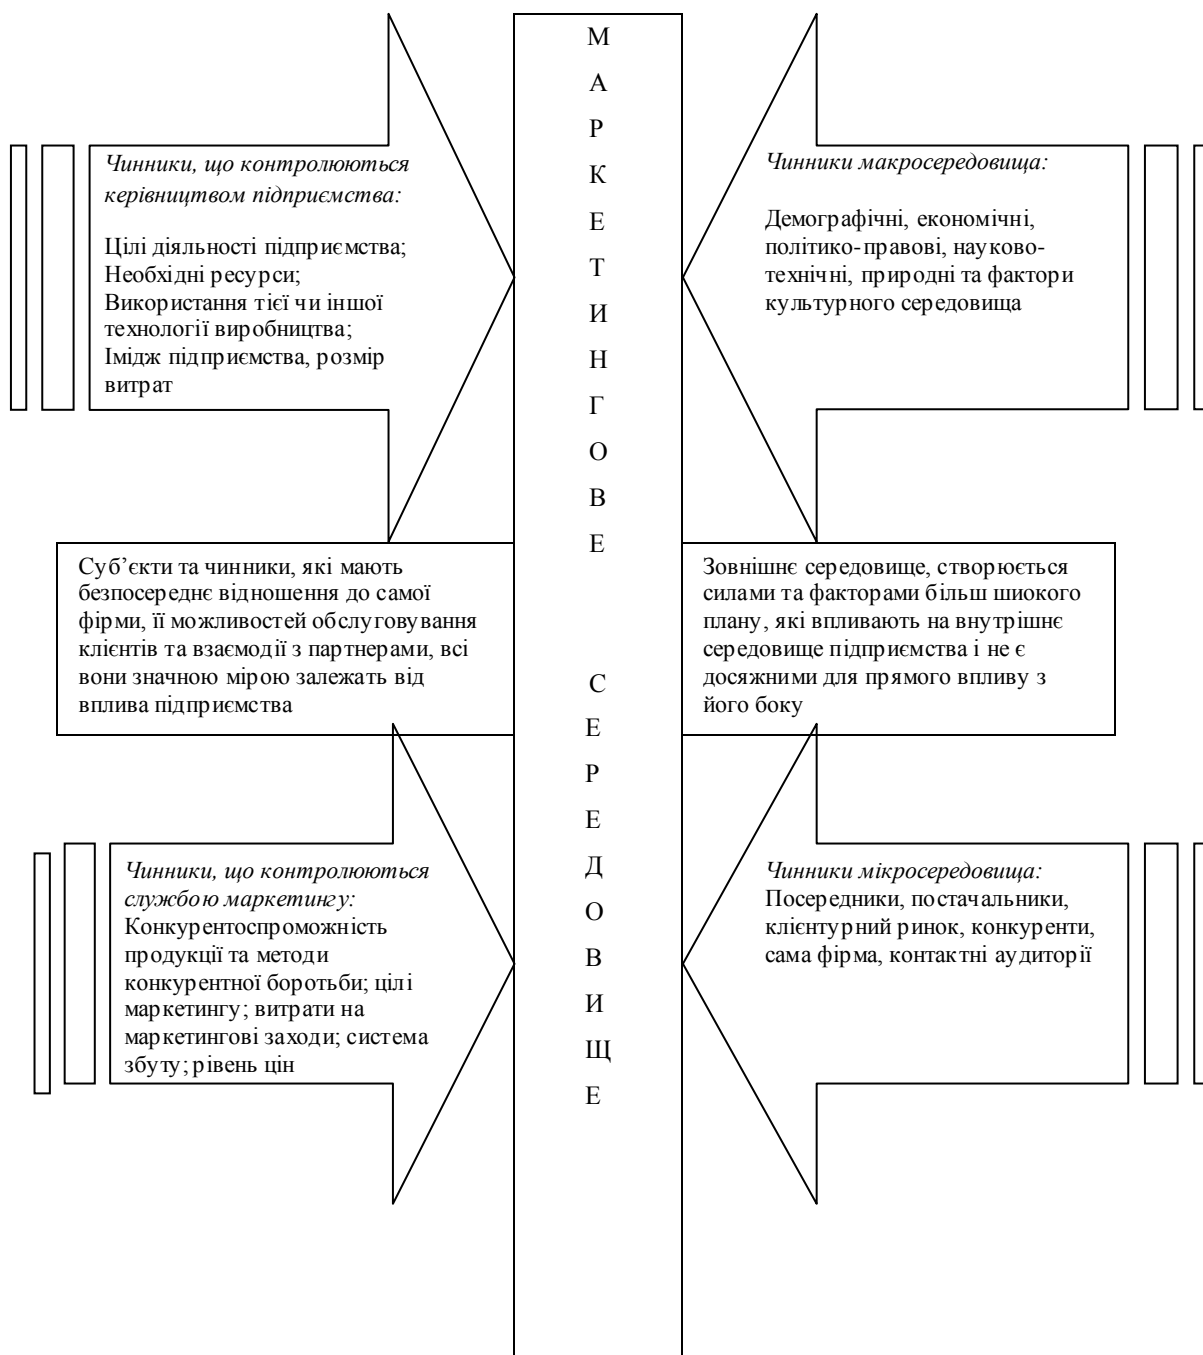 МАРКЕТИНГОВЕ СЕРЕДОВИЩЕ
Чинники, що контролюються
керівництвом підприємства:
Цілі діяльності підприємства;
Необхідні ресурси;
Використання тієї чи іншої
технології виробництва;
Імідж підприємства, розмір
витрат
Чинники макросередовища:
Демографічні, економічні,
політико-правові, науково-
технічні, природні та фактори
культурного середовища
Суб’єкти та чинники, які мають
безпосереднє відношення до самої
фірми, її можливостей обслуговування
клієнтів та взаємодії з партнерами, всі
вони значною мірою залежать від
вплива підприємства
Зовнішнє середовище, створюється
силами та факторами більш шиокого
плану, які впливають на внутрішнє
середовище підприємства і не є
досяжними для прямого впливу з
його боку
Чинники, що контролюються
службою маркетингу:
Конкурентоспроможність
продукції та методи
конкурентної боротьби; цілі
маркетингу; витрати на
маркетингові заходи; система
збуту; рівень цін
Чинники мікросередовища:
Посередники, постачальники,
клієнтурний ринок, конкуренти,
сама фірма, контактні аудиторії